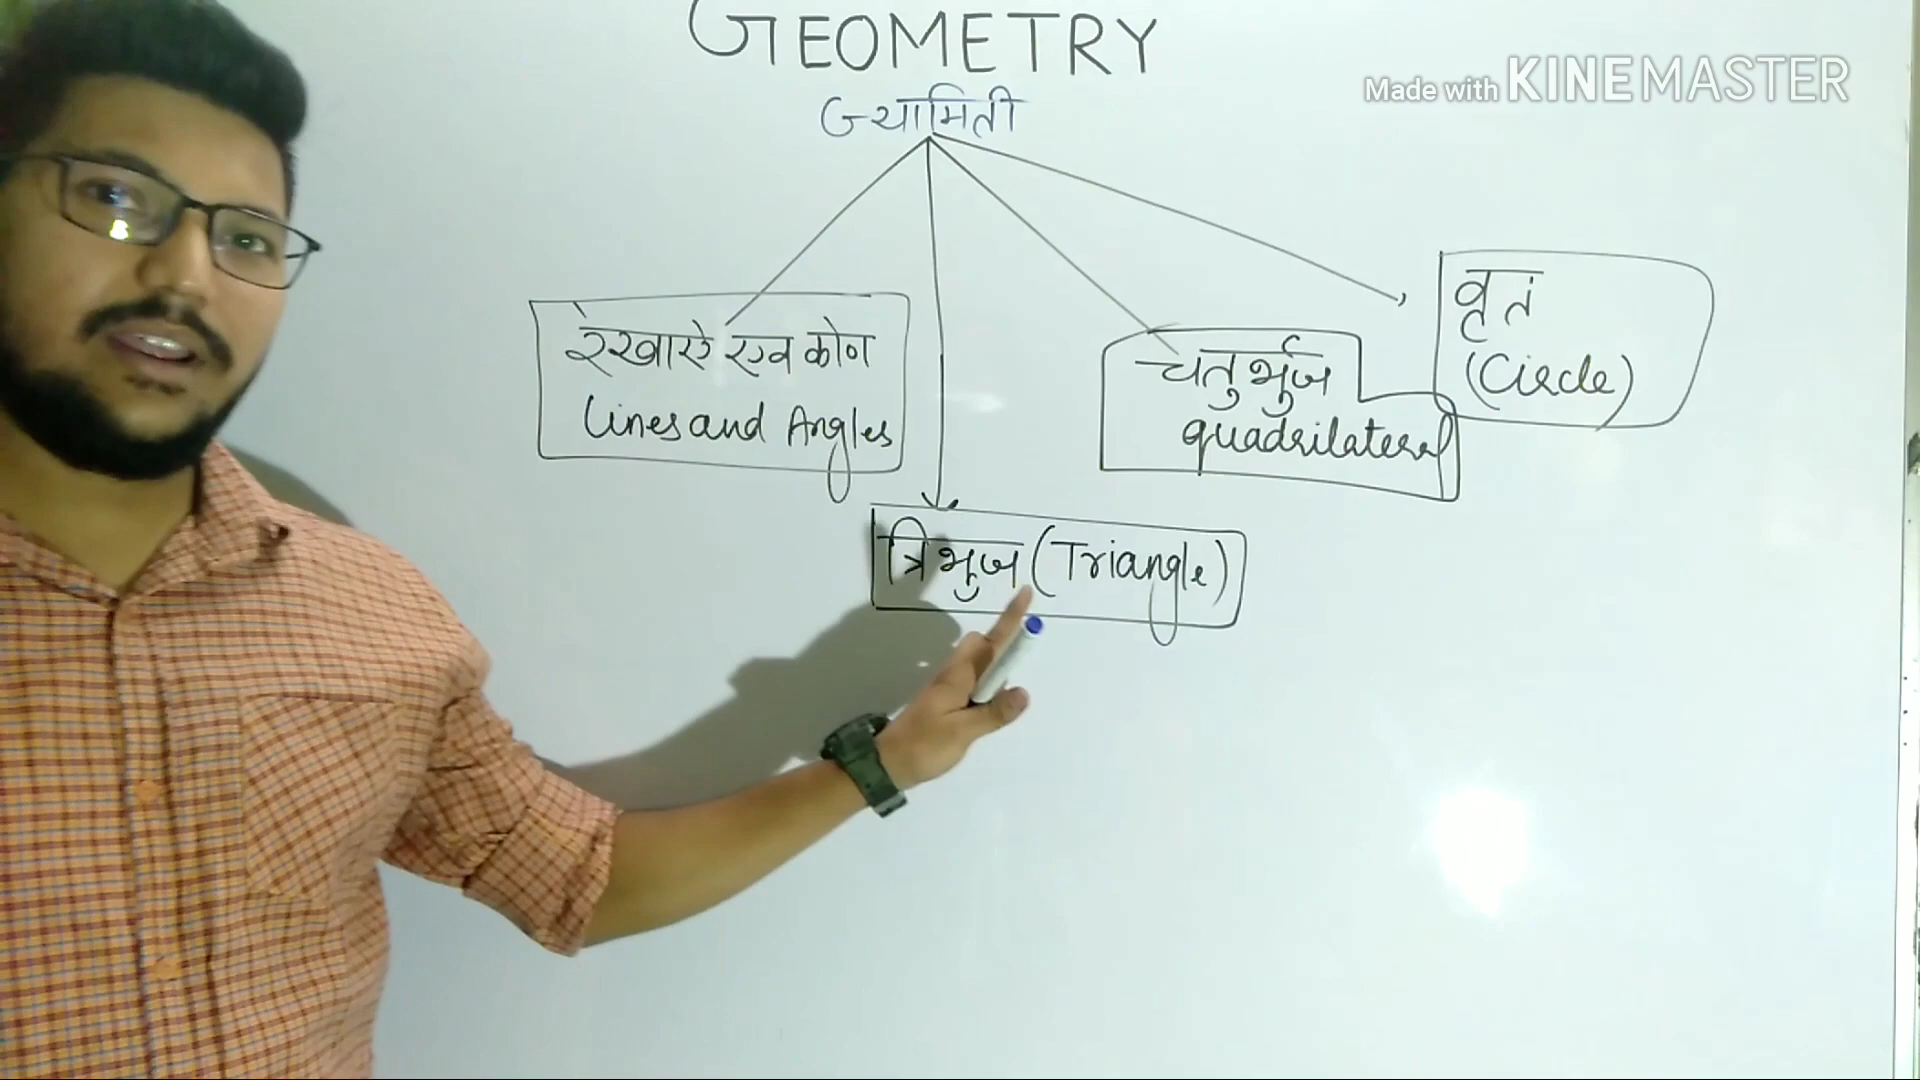 GEOMETRY
Made with KINEMASTER
ज्यामिती
रेखाऐ एव कोण
Lines and Angles
चतुर्भुज
quadrilateral
वृतं
(Circle)
त्रिभुज (Triangle)